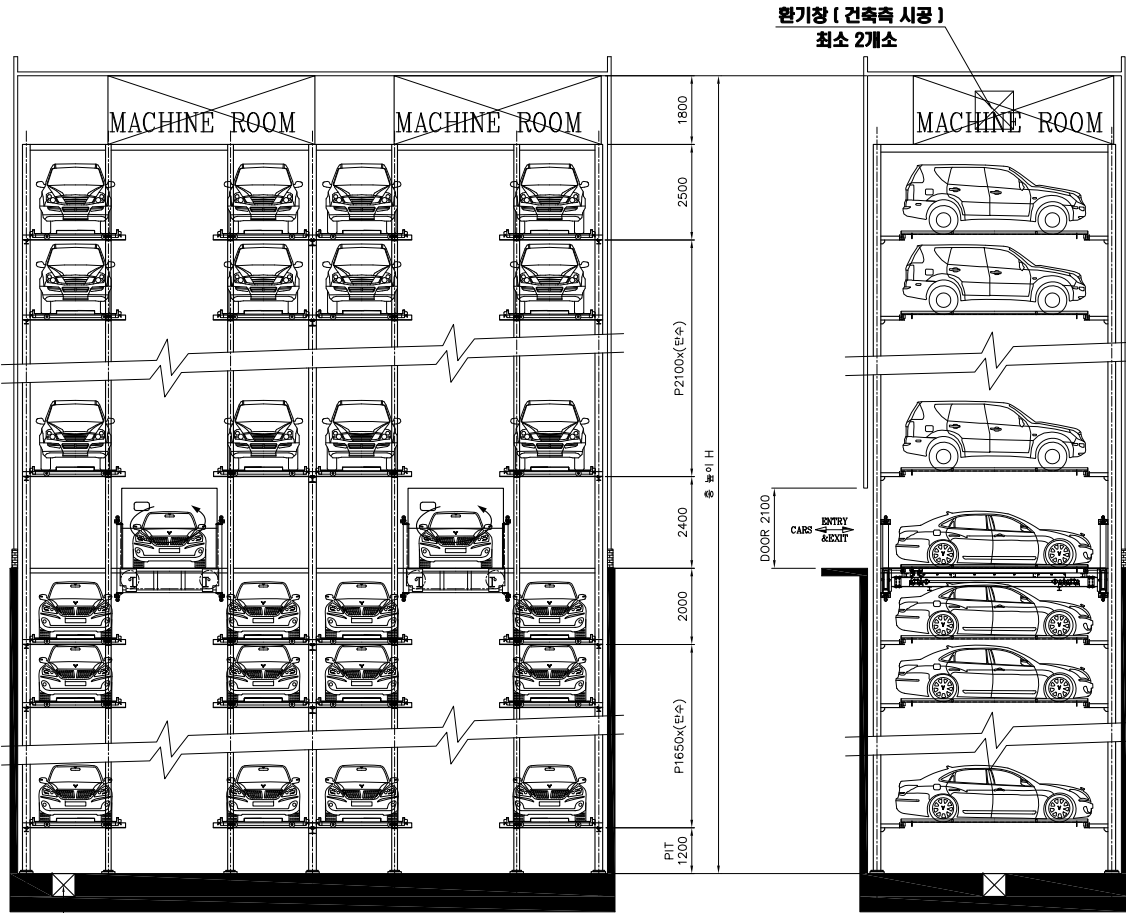 환기창 ( 건축측 시공 )
최소 2개소
MACHINE ROOM
MACHINE ROOM
MACHINE ROOM
1800
2500
P2100x(단수)
총 높이 H
2400
DOOR 2100
CARS
ENTRY
&EXIT
2000
P1650x(단수)
PIT
1200